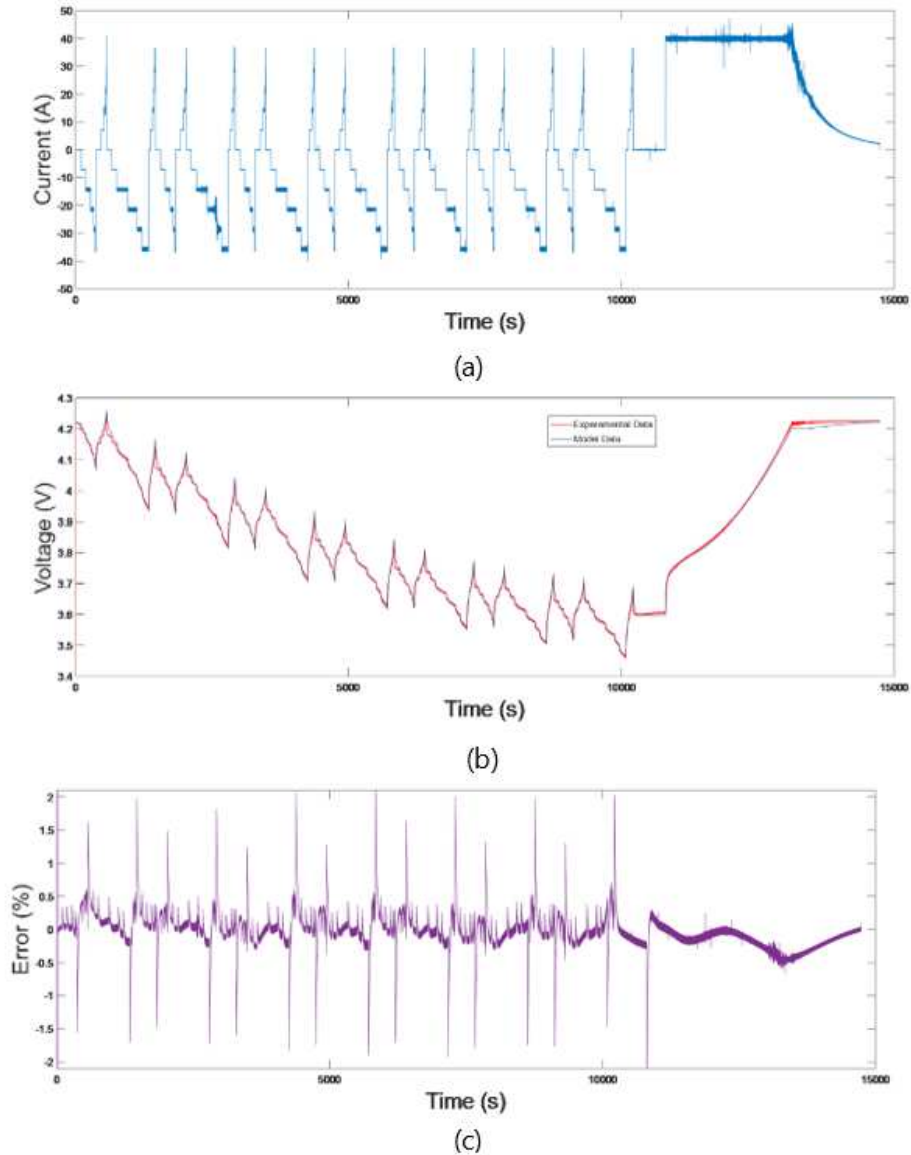 50
40
30
20
10
0
-10
-20
-30
-40
-50
Current (A)
0 5000 10000 15000
Time (s)
(a)
4.3
4.2
4.1
4
3.9
3.8
3.7
3.6
3.5
3.4
Voltage (V)
Experemental Data
Model Data
0 5000 10000 15000
Time (s)
(b)
2
1.5
1
0.5
0
-0.5
-1
-1.5
-2
Error (%)
0 5000 10000 15000
Time (s)
(c)